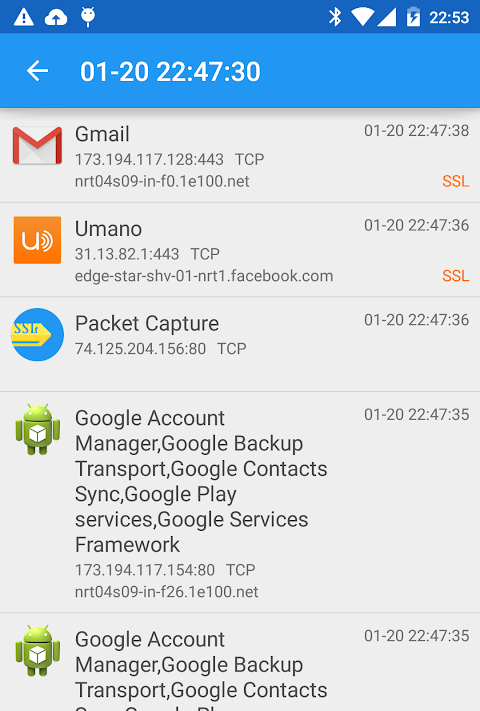 22:53
01-20 22:47:30
Gmail
01-20 22:47:38
173.194.117.128:443 TCP
nrt04s09-in-f0.1e100.net
SSL
Umano
01-20 22:47:36
31.13.82.1:443 TCP
edge-star-shv-01-nrt1.facebook.com
SSL
Packet Capture
01-20 22:47:36
74.125.204.156:80 TCP
Google Account
01-20 22:47:35
Manager,Google Backup
Transport,Google Contacts
Sync,Google Play
services,Google Services
Framework
173.194.117.154:80 TCP
nrt04s09-in-f26.1e100.net
Google Account
01-20 22:47:35
Manager,Google Backup
Transport,Google Contacts